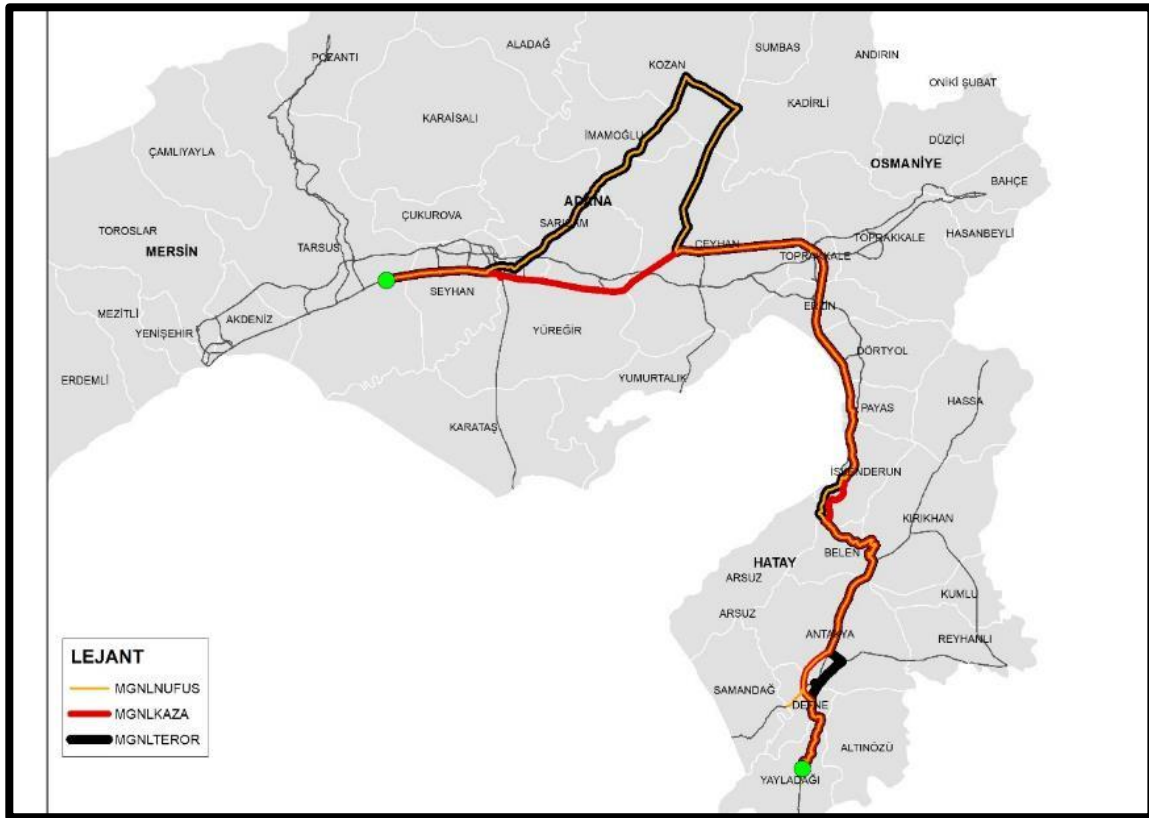 SUMBAS
ALADAĞ
ANDIRIN
POZANTI
KOZAN
ONİKİ ŞUBAT
KADİRLİ
KARAİSALI
İMAMOĞLU
DÜZİÇİ
ÇAMLIYAYLA
OSMANİYE
BAHÇE
ADANA
ÇUKUROVA
SARIÇAM
TOROSLAR
HASANBEYLİ
TOPRAKKALE
MERSİN
TARSUS
CEYHAN
TOPRAKKALE
SEYHAN
ERZİN
MEZİTLİ
AKDENİZ
YENİŞEHİR
YÜREĞİR
DÖRTYOL
ERDEMLİ
YUMURTALIK
HASSA
PAYAS
KARATAŞ
İSKENDERUN
KIRIKHAN
BELEN
HATAY
ARSUZ
KUMLU
ARSUZ
ANTAKYA
REYHANLI
LEJANT
MGNLNUFUS
MGNLKAZA
MGNLTEROR
SAMANDAĞ
DEFNE
ALTINÖZÜ
YAYLADAĞI